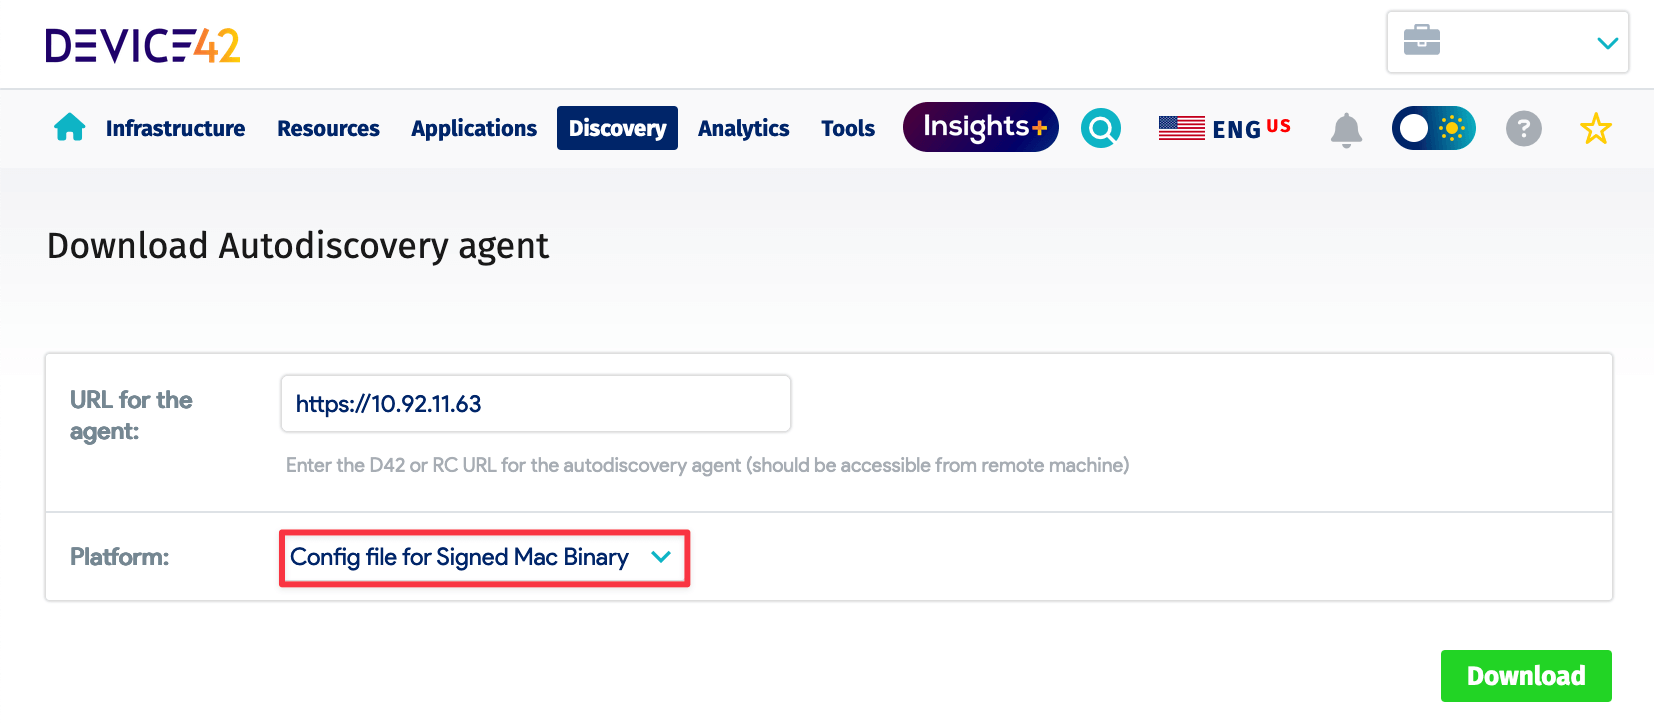 DEVICE42
Infrastructure Resources Applications Discovery Analytics Tools Insights+ ENG US ?
Download Autodiscovery agent
URL for the
agent:
https://10.92.11.63
Enter the D42 or RC URL for the autodiscovery agent (should be accessible from remote machine)
Platform:
Config file for Signed Mac Binary
Download